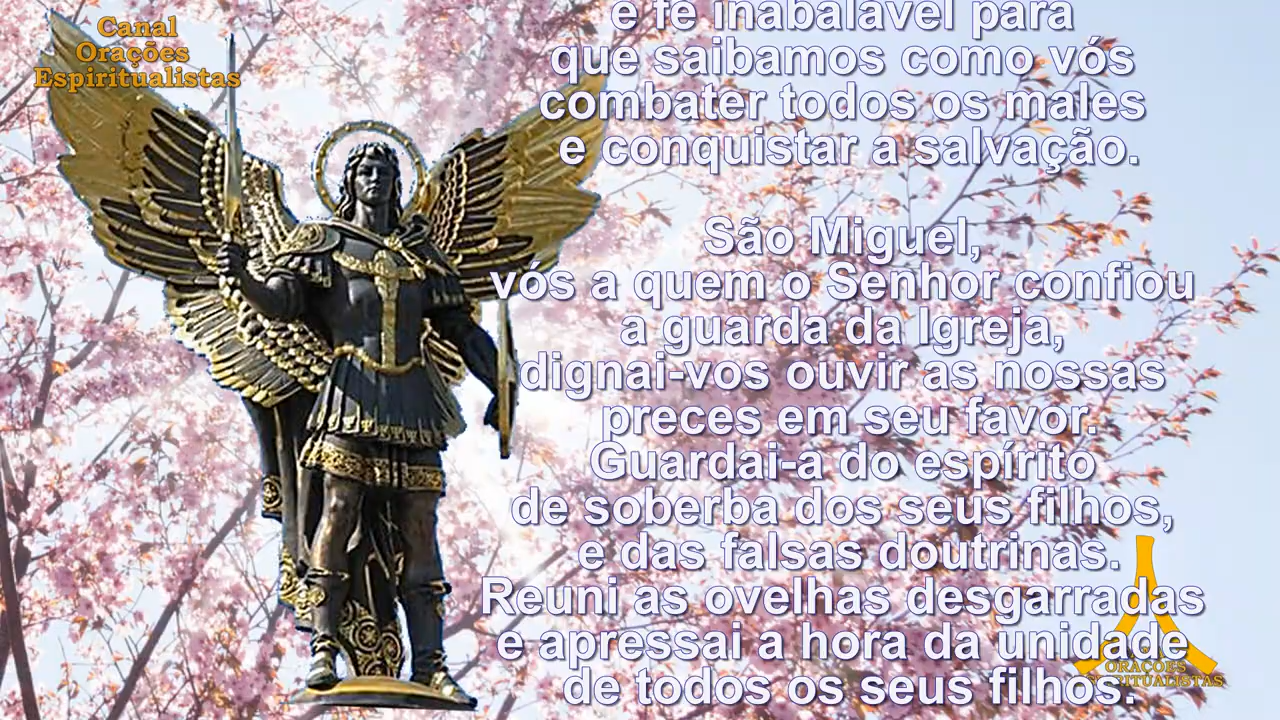 Canal
Orações
Espiritualistas
e fé inabalável para
que saibamos como vós
combater todos os males
e conquistar a salvação.
São Miguel,
vós a quem o Senhor confiou
a guarda da Igreja,
dignai-vos ouvir as nossas
preces em seu favor.
Guardai-a do espírito
de soberba dos seus filhos,
e das falsas doutrinas.
Reuni as ovelhas desgarradas
e apressai a hora da unidade
de todos os seus filhos.
ORAÇÕES